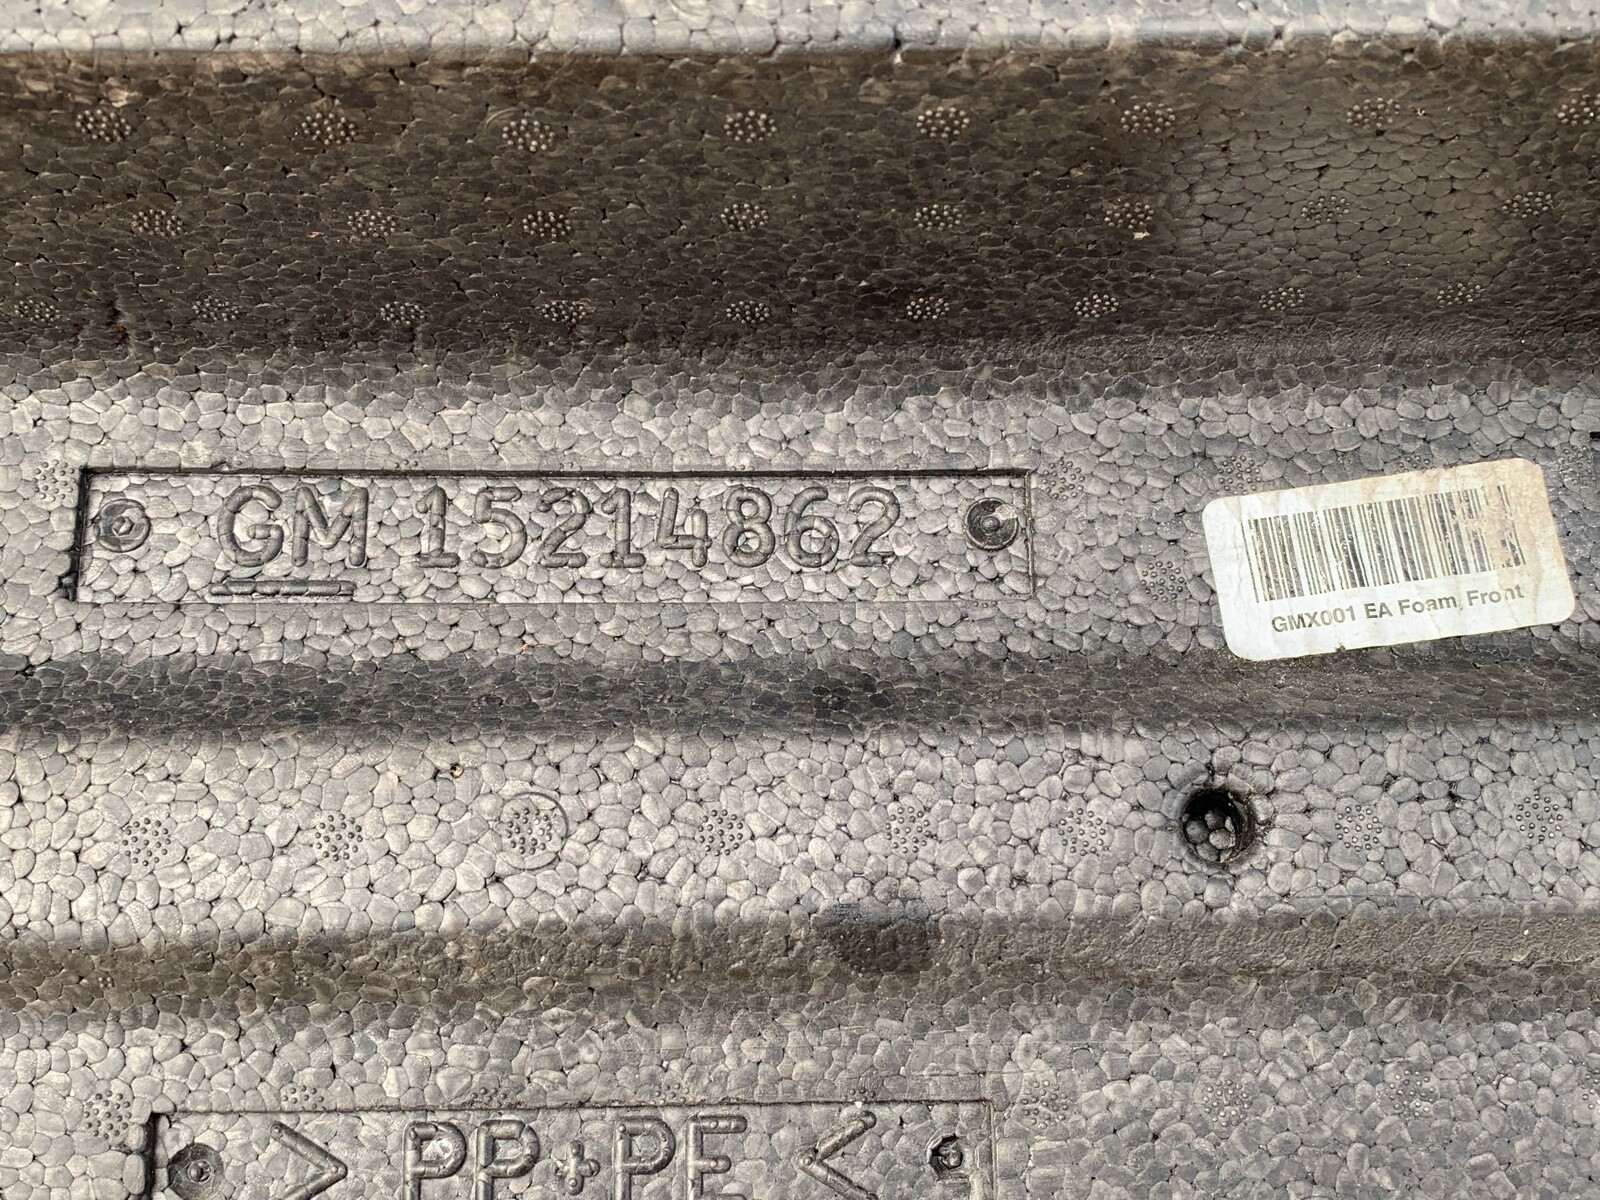 GM 15214862
GMX001 EA Foam, Front
> PP+PE <